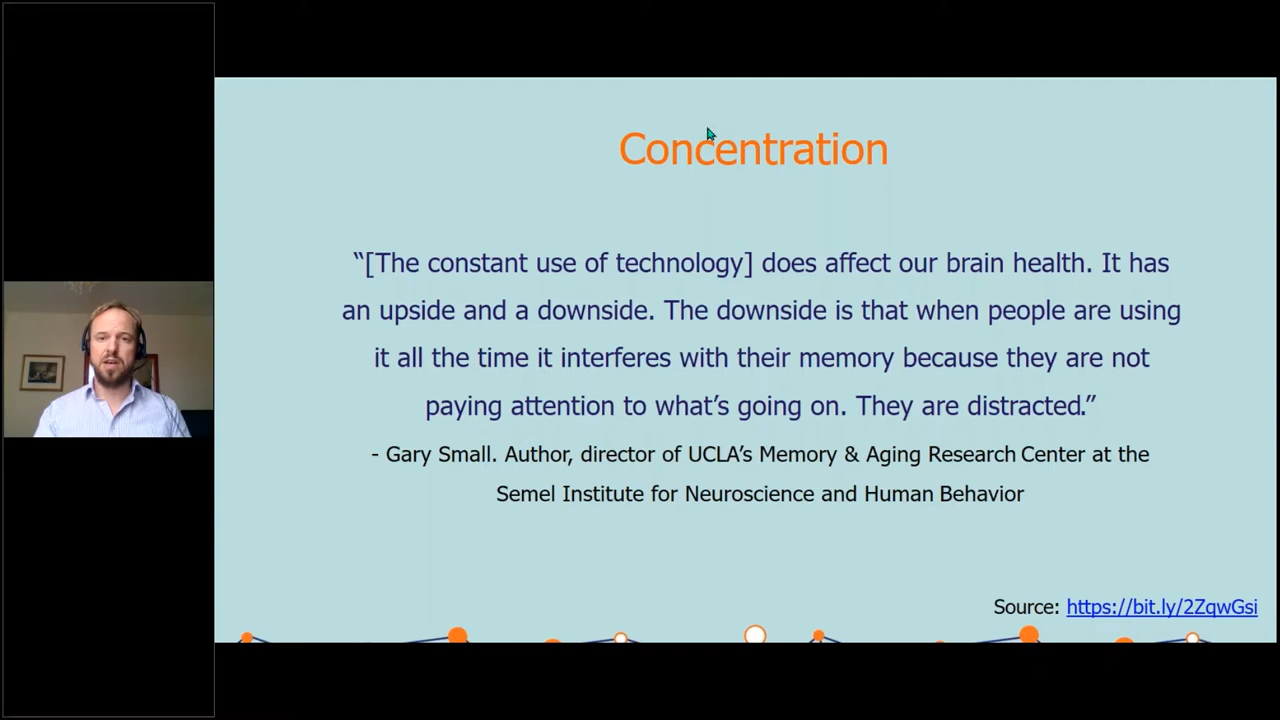 Concentration
“[The constant use of technology] does affect our brain health. It has
an upside and a downside. The downside is that when people are using
it all the time it interferes with their memory because they are not
paying attention to what’s going on. They are distracted.”
- Gary Small. Author, director of UCLA’s Memory & Aging Research Center at the
Semel Institute for Neuroscience and Human Behavior
Source: https://bit.ly/2ZqwGsi